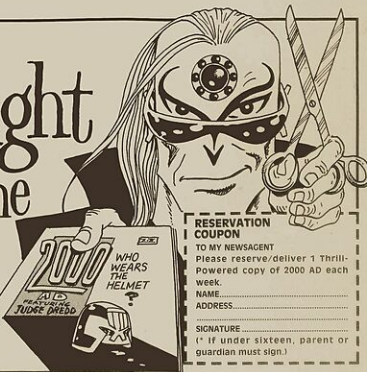 ght
ne
2000
AD
FEATURING
JUDGE DREDD
WHO
WEARS
THE
HELMET
?
RESERVATION
COUPON
TO MY NEWSAGENT
Please reserve/deliver 1 Thrill-
Powered copy of 2000 AD each
week.
NAME
ADDRESS
SIGNATURE
(* If under sixteen, parent or
guardian must sign.)